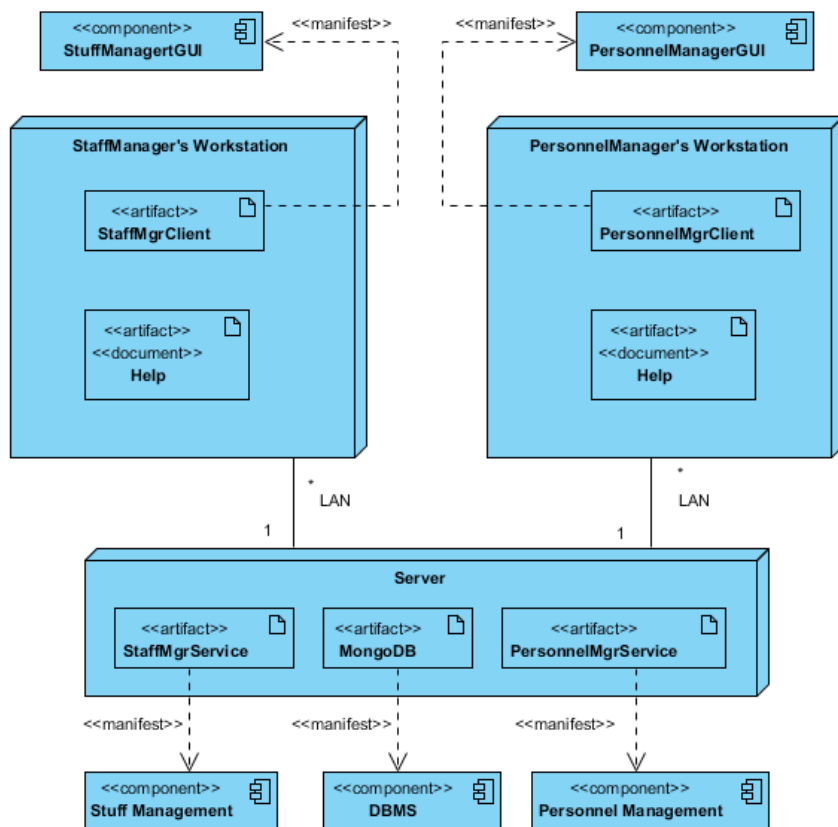 <<component>>
StuffManagertGUI
<<manifest>>
<<manifest>>
<<component>>
PersonnelManagerGUI
StaffManager's Workstation
<<artifact>>
StaffMgrClient
<<artifact>>
<<document>>
Help
PersonnelManager's Workstation
<<artifact>>
PersonnelMgrClient
<<artifact>>
<<document>>
Help
*
LAN
1
*
LAN
1
Server
<<artifact>>
StaffMgrService
<<artifact>>
MongoDB
<<artifact>>
PersonnelMgrService
<<manifest>>
<<manifest>>
<<manifest>>
<<component>>
Stuff Management
<<component>>
DBMS
<<component>>
Personnel Management